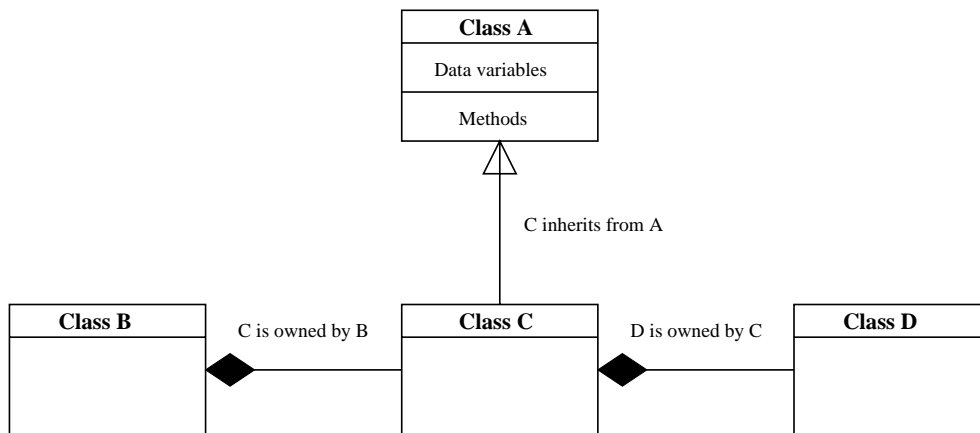 Class A
Data variables
Methods
C inherits from A
Class B
C is owned by B
Class C
D is owned by C
Class D